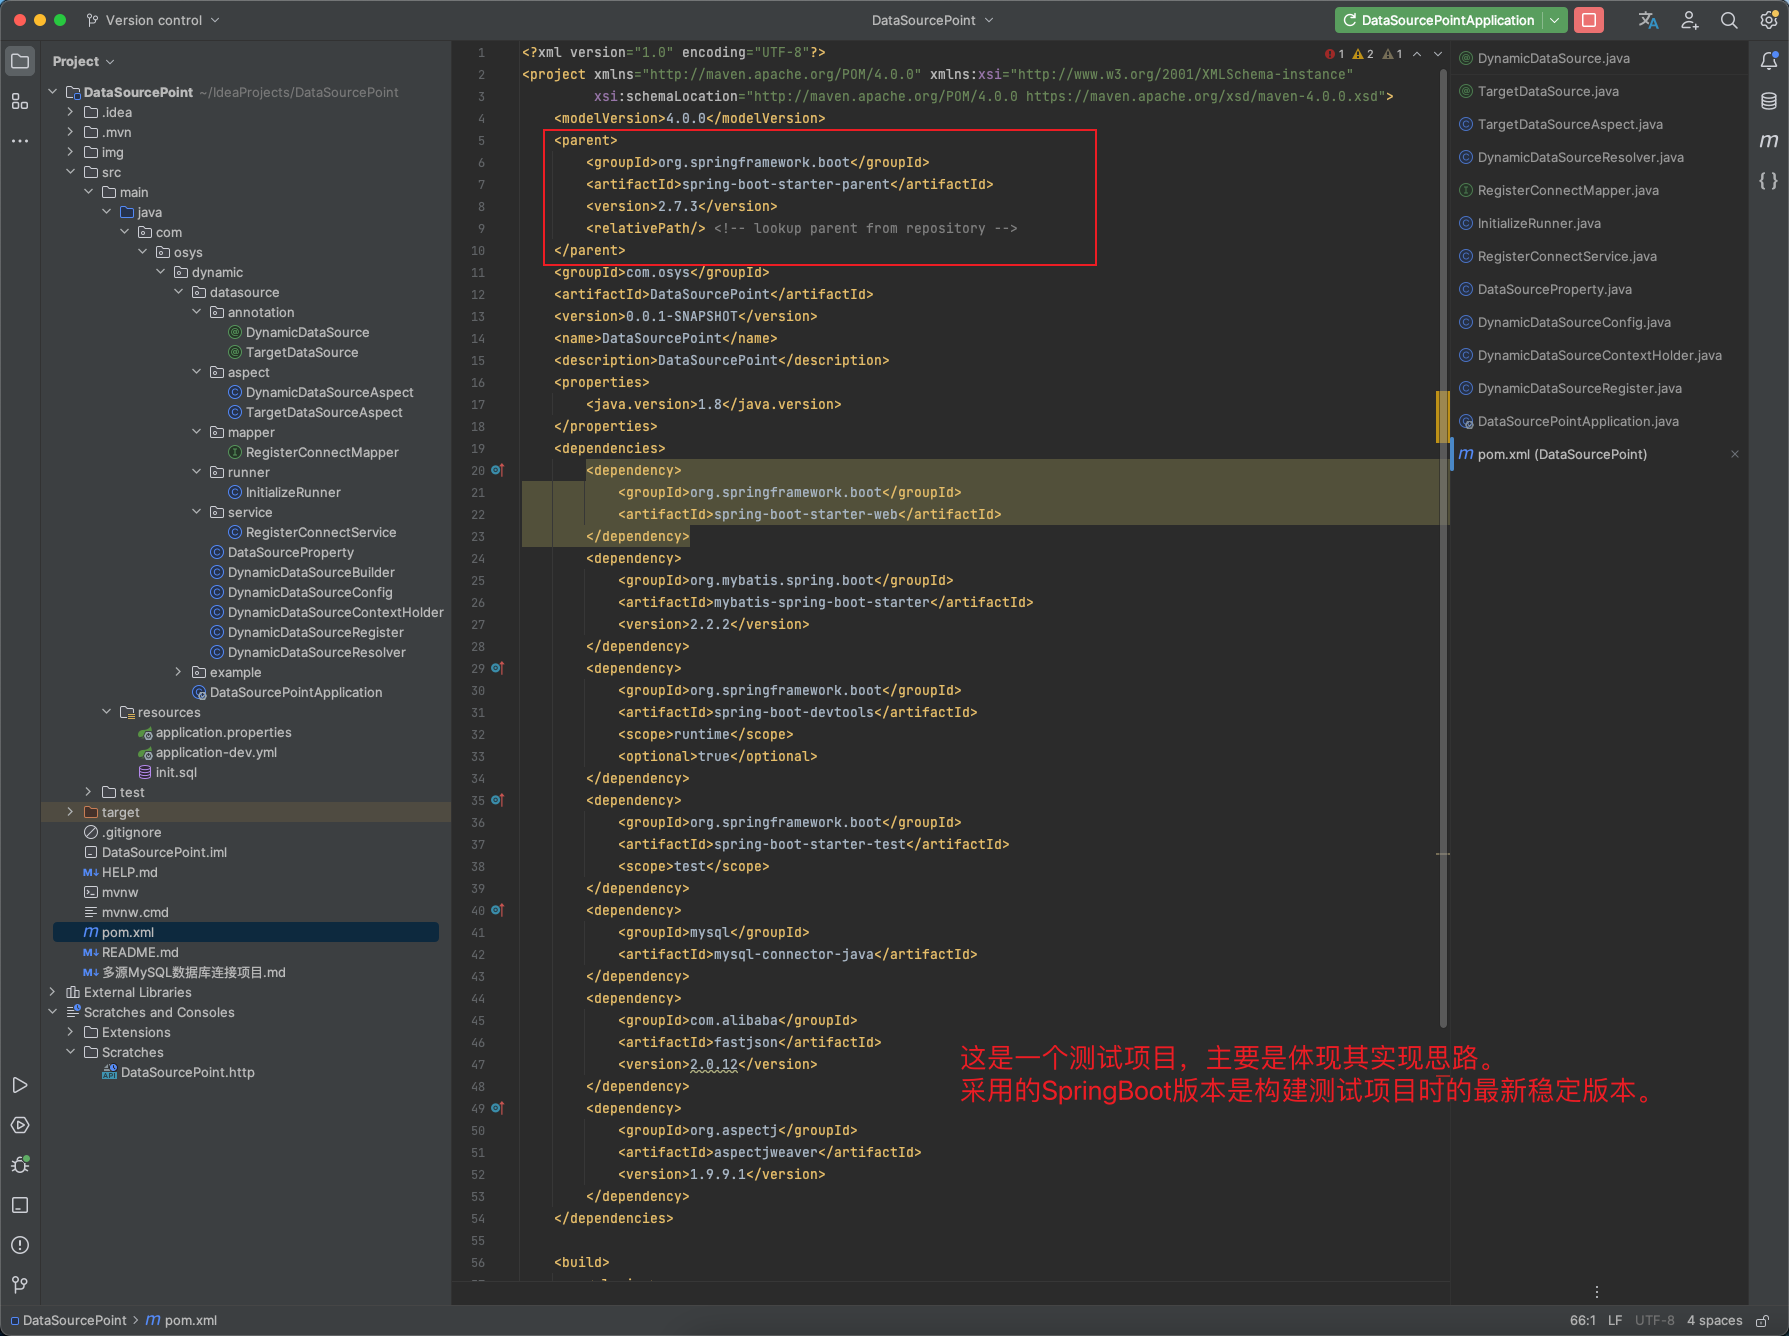 Version control
DataSourcePoint
DataSourcePointApplication
Project
DataSourcePoint ~/IdeaProjects/DataSourcePoint
.idea
.mvn
img
src
main
java
com
osys
dynamic
datasource
annotation
DynamicDataSource
TargetDataSource
aspect
DynamicDataSourceAspect
TargetDataSourceAspect
mapper
RegisterConnectMapper
runner
InitializeRunner
service
RegisterConnectService
DataSourceProperty
DynamicDataSourceBuilder
DynamicDataSourceConfig
DynamicDataSourceContextHolder
DynamicDataSourceRegister
DynamicDataSourceResolver
example
DataSourcePointApplication
resources
application.properties
application-dev.yml
init.sql
test
target
.gitignore
DataSourcePoint.iml
HELP.md
mvnw
mvnw.cmd
pom.xml
README.md
多源MySQL数据库连接项目.md
External Libraries
Scratches and Consoles
Extensions
Scratches
DataSourcePoint.http
1 <?xml version="1.0" encoding="UTF-8"?>
2 <project xmlns="http://maven.apache.org/POM/4.0.0" xmlns:xsi="http://www.w3.org/2001/XMLSchema-instance"
3 xsi:schemaLocation="http://maven.apache.org/POM/4.0.0 https://maven.apache.org/xsd/maven-4.0.0.xsd">
4 <modelVersion>4.0.0</modelVersion>
5 <parent>
6 <groupId>org.springframework.boot</groupId>
7 <artifactId>spring-boot-starter-parent</artifactId>
8 <version>2.7.3</version>
9 <relativePath/> <!-- lookup parent from repository -->
10 </parent>
11 <groupId>com.osys</groupId>
12 <artifactId>DataSourcePoint</artifactId>
13 <version>0.0.1-SNAPSHOT</version>
14 <name>DataSourcePoint</name>
15 <description>DataSourcePoint</description>
16 <properties>
17 <java.version>1.8</java.version>
18 </properties>
19 <dependencies>
20 <dependency>
21 <groupId>org.springframework.boot</groupId>
22 <artifactId>spring-boot-starter-web</artifactId>
23 </dependency>
24 <dependency>
25 <groupId>org.mybatis.spring.boot</groupId>
26 <artifactId>mybatis-spring-boot-starter</artifactId>
27 <version>2.2.2</version>
28 </dependency>
29 <dependency>
30 <groupId>org.springframework.boot</groupId>
31 <artifactId>spring-boot-devtools</artifactId>
32 <scope>runtime</scope>
33 <optional>true</optional>
34 </dependency>
35 <dependency>
36 <groupId>org.springframework.boot</groupId>
37 <artifactId>spring-boot-starter-test</artifactId>
38 <scope>test</scope>
39 </dependency>
40 <dependency>
41 <groupId>mysql</groupId>
42 <artifactId>mysql-connector-java</artifactId>
43 </dependency>
44 <dependency>
45 <groupId>com.alibaba</groupId>
46 <artifactId>fastjson</artifactId>
47 <version>2.0.12</version>
48 </dependency>
49 <dependency>
50 <groupId>org.aspectj</groupId>
51 <artifactId>aspectjweaver</artifactId>
52 <version>1.9.9.1</version>
53 </dependency>
54 </dependencies>
55
56 <build>
这是一个测试项目，主要是体现其实现思路。
采用的SpringBoot版本是构建测试项目时的最新稳定版本。
1 2 1
DynamicDataSource.java
TargetDataSource.java
TargetDataSourceAspect.java
DynamicDataSourceResolver.java
RegisterConnectMapper.java
InitializeRunner.java
RegisterConnectService.java
DataSourceProperty.java
DynamicDataSourceConfig.java
DynamicDataSourceContextHolder.java
DynamicDataSourceRegister.java
DataSourcePointApplication.java
pom.xml (DataSourcePoint)
DataSourcePoint > pom.xml
66:1 LF UTF-8 4 spaces